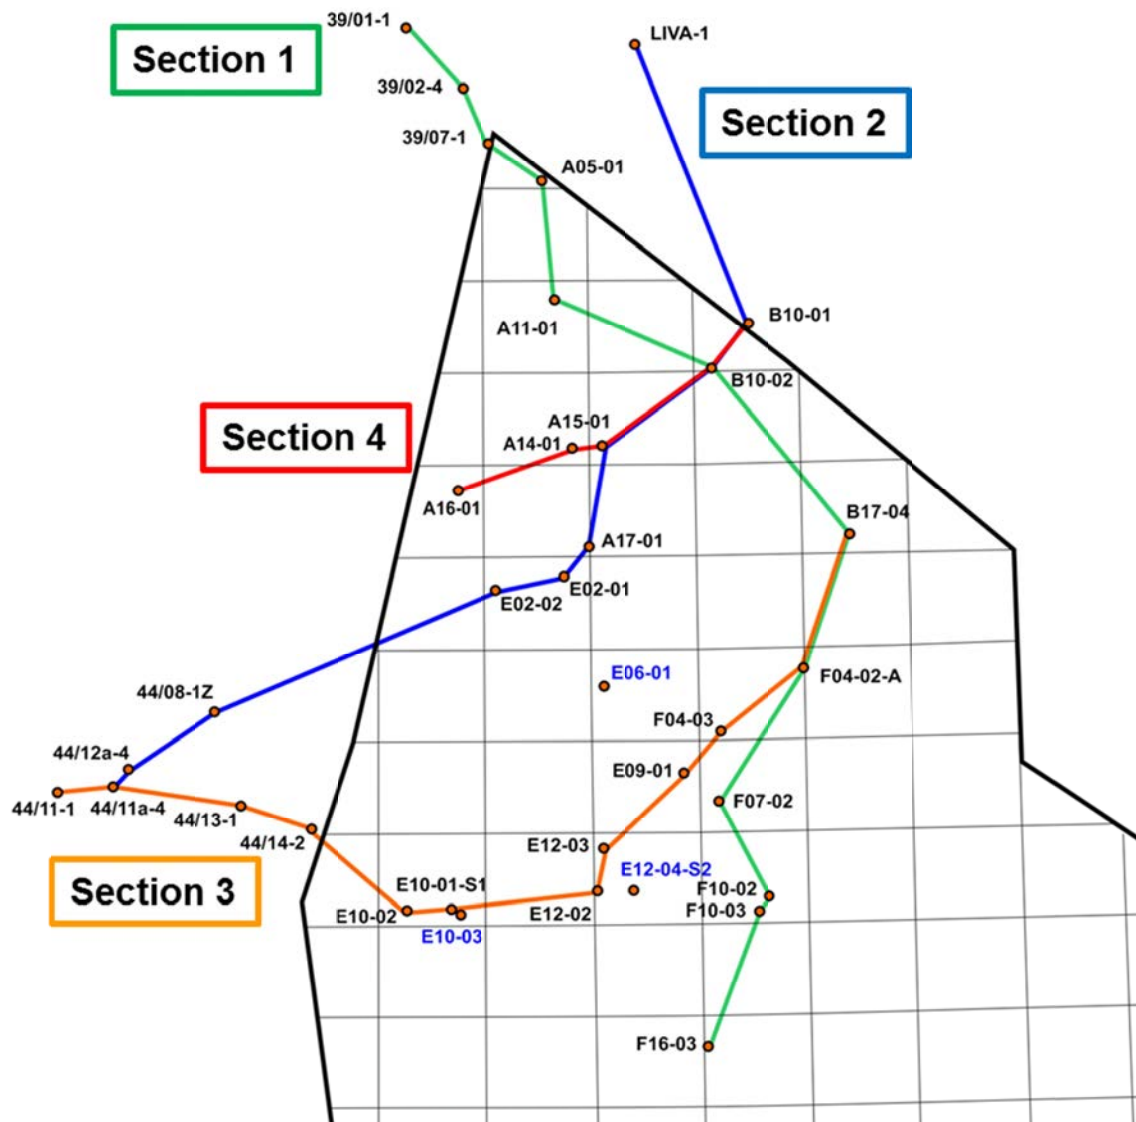 39/01-1
LIVA-1
Section 1
39/02-4
Section 2
39/07-1
A05-01
B10-01
A11-01
B10-02
Section 4
A15-01
A14-01
A16-01
B17-04
A17-01
E02-01
E02-02
E06-01
F04-02-A
44/08-1Z
F04-03
44/12a-4
E09-01
44/11-1
44/11a-4
F07-02
44/13-1
44/14-2
E12-03
E12-04-S2
Section 3
E10-01-S1
F10-02
E10-02
E12-02
F10-03
E10-03
F16-03